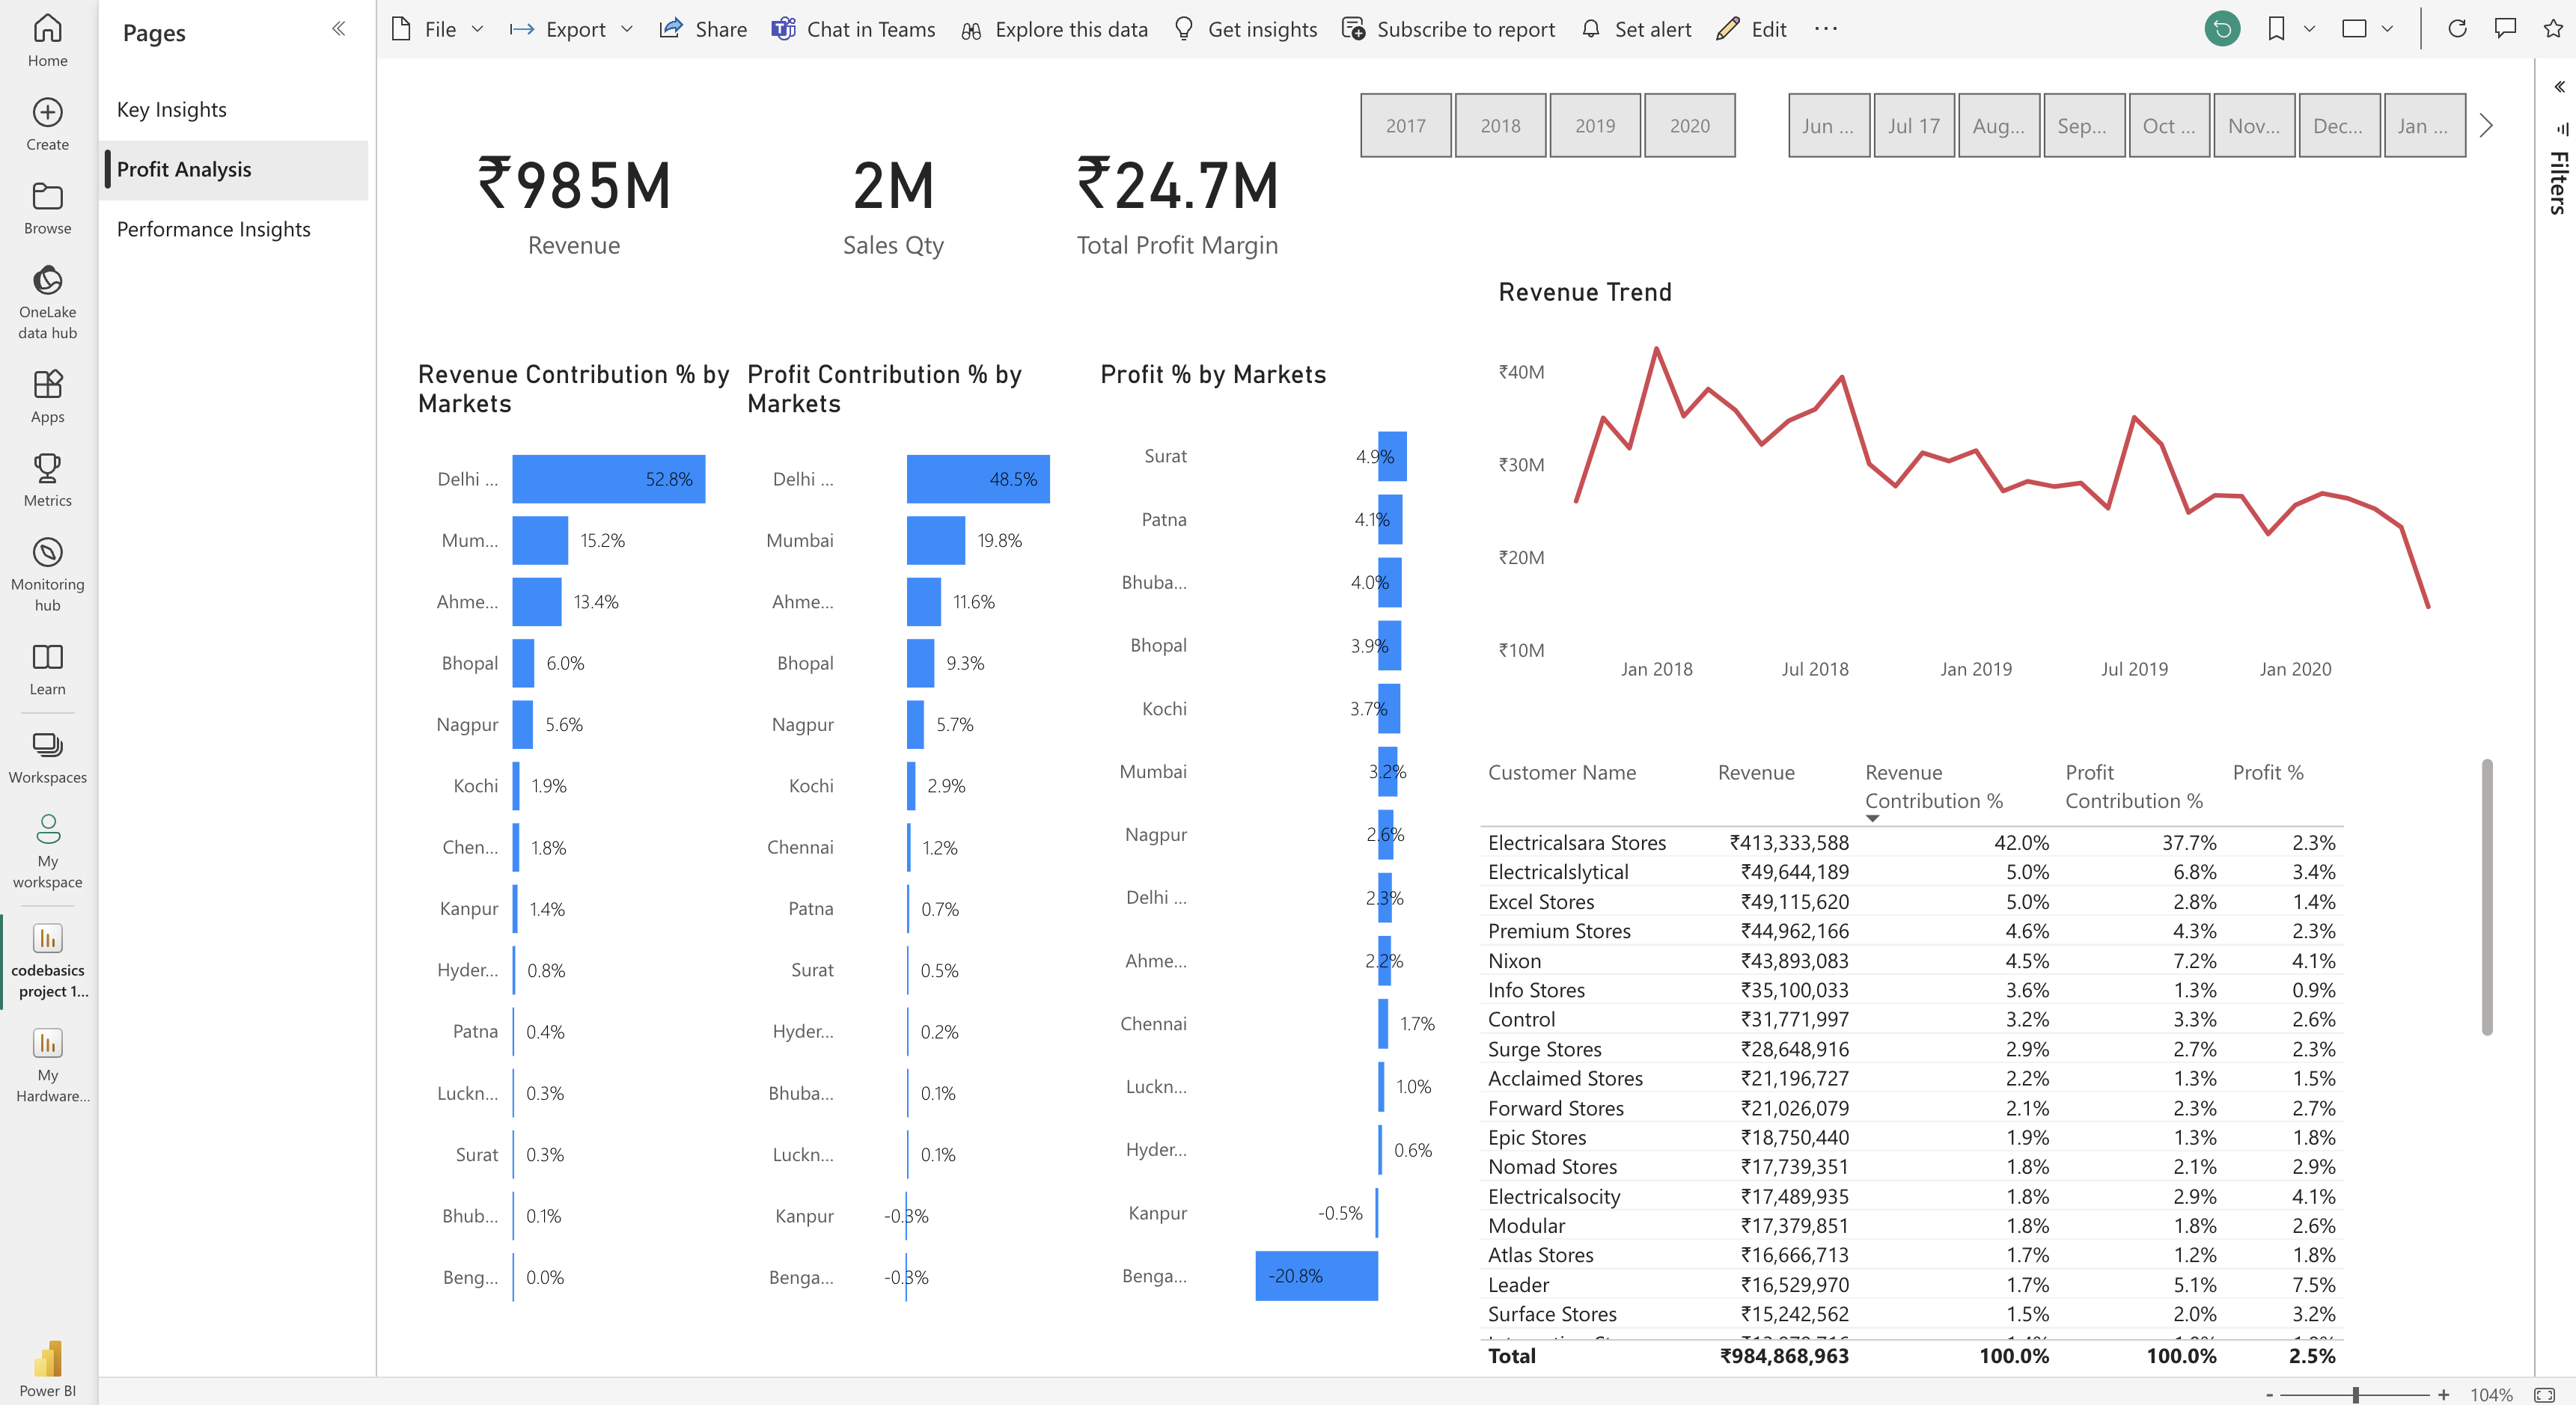 Home
Create
Browse
OneLake
data hub
Apps
Metrics
Monitoring
hub
Learn
Workspaces
My
workspace
codebasics
project 1...
My
Hardware...
Power BI
Pages
Key Insights
Profit Analysis
Performance Insights
File Export Share Chat in Teams Explore this data Get insights Subscribe to report Set alert Edit ...
2017 2018 2019 2020
Jun ... Jul 17 Aug... Sep... Oct ... Nov... Dec... Jan ...
Filters
₹985M
Revenue
2M
Sales Qty
₹24.7M
Total Profit Margin
Revenue Contribution % by
Markets
Delhi ... 52.8%
Mum... 15.2%
Ahme... 13.4%
Bhopal 6.0%
Nagpur 5.6%
Kochi 1.9%
Chen... 1.8%
Kanpur 1.4%
Hyder... 0.8%
Patna 0.4%
Luckn... 0.3%
Surat 0.3%
Bhub... 0.1%
Beng... 0.0%
Profit Contribution % by
Markets
Delhi ... 48.5%
Mumbai 19.8%
Ahme... 11.6%
Bhopal 9.3%
Nagpur 5.7%
Kochi 2.9%
Chennai 1.2%
Patna 0.7%
Surat 0.5%
Hyder... 0.2%
Bhuba... 0.1%
Luckn... 0.1%
Kanpur -0.3%
Benga... -0.3%
Profit % by Markets
Surat 4.9%
Patna 4.1%
Bhuba... 4.0%
Bhopal 3.9%
Kochi 3.7%
Mumbai 3.2%
Nagpur 2.6%
Delhi ... 2.3%
Ahme... 2.2%
Chennai 1.7%
Luckn... 1.0%
Hyder... 0.6%
Kanpur -0.5%
Benga... -20.8%
Revenue Trend
₹40M
₹30M
₹20M
₹10M
Jan 2018 Jul 2018 Jan 2019 Jul 2019 Jan 2020
Customer Name Revenue Revenue Profit Profit %
Contribution % Contribution %
Electricalsara Stores ₹413,333,588 42.0% 37.7% 2.3%
Electricalslytical ₹49,644,189 5.0% 6.8% 3.4%
Excel Stores ₹49,115,620 5.0% 2.8% 1.4%
Premium Stores ₹44,962,166 4.6% 4.3% 2.3%
Nixon ₹43,893,083 4.5% 7.2% 4.1%
Info Stores ₹35,100,033 3.6% 1.3% 0.9%
Control ₹31,771,997 3.2% 3.3% 2.6%
Surge Stores ₹28,648,916 2.9% 2.7% 2.3%
Acclaimed Stores ₹21,196,727 2.2% 1.3% 1.5%
Forward Stores ₹21,026,079 2.1% 2.3% 2.7%
Epic Stores ₹18,750,440 1.9% 1.3% 1.8%
Nomad Stores ₹17,739,351 1.8% 2.1% 2.9%
Electricalsocity ₹17,489,935 1.8% 2.9% 4.1%
Modular ₹17,379,851 1.8% 1.8% 2.6%
Atlas Stores ₹16,666,713 1.7% 1.2% 1.8%
Leader ₹16,529,970 1.7% 5.1% 7.5%
Surface Stores ₹15,242,562 1.5% 2.0% 3.2%
Total ₹984,868,963 100.0% 100.0% 2.5%
- + 104%